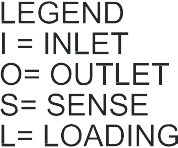 LEGEND
I = INLET
O= OUTLET
S= SENSE
L= LOADING